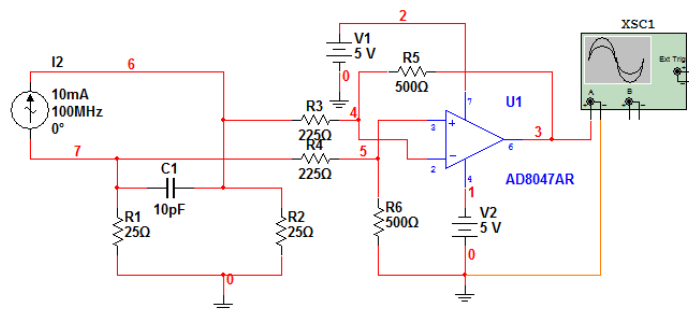 XSC1
Ext Trig
A
B
2
V1
5 V
0
I2
6
10mA
100MHz
0°
R5
500Ω
7
U1
R3
225Ω
4
3
+
6
3
R4
225Ω
5
2
−
7
C1
10pF
4
1
AD8047AR
R1
25Ω
R2
25Ω
R6
500Ω
V2
5 V
0
0